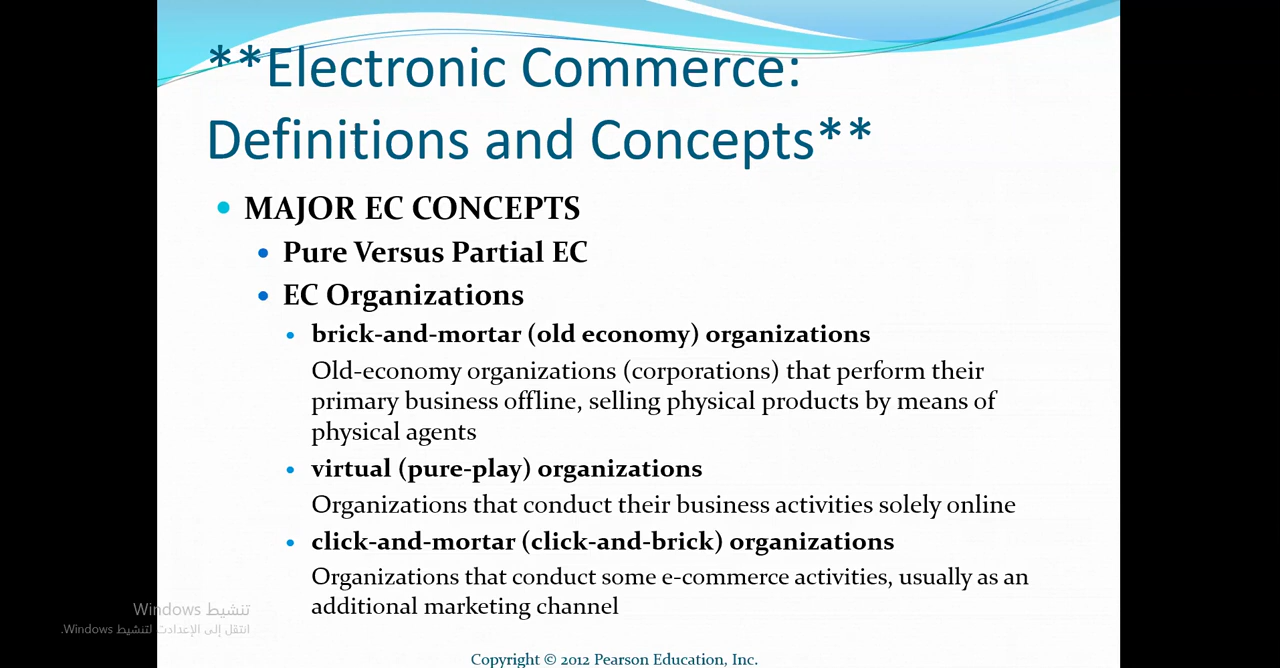 **Electronic Commerce:
Definitions and Concepts**
• MAJOR EC CONCEPTS
• Pure Versus Partial EC
• EC Organizations
• brick-and-mortar (old economy) organizations
Old-economy organizations (corporations) that perform their
primary business offline, selling physical products by means of
physical agents
• virtual (pure-play) organizations
Organizations that conduct their business activities solely online
• click-and-mortar (click-and-brick) organizations
Organizations that conduct some e-commerce activities, usually as an
additional marketing channel
تنشيط Windows
انتقل إلى الإعدادت لتنشيط Windows.
Copyright © 2012 Pearson Education, Inc.